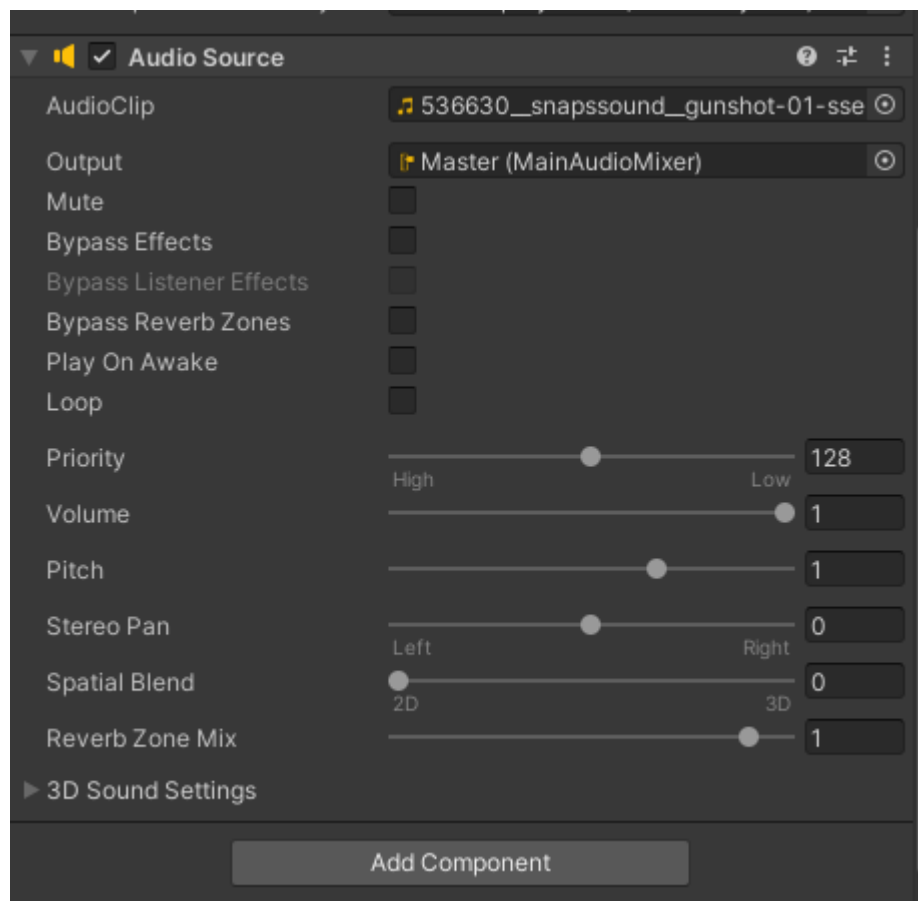 Audio Source
AudioClip 536630__snapssound__gunshot-01-sse
Output Master (MainAudioMixer)
Mute
Bypass Effects
Bypass Listener Effects
Bypass Reverb Zones
Play On Awake
Loop
Priority 128
High Low
Volume 1
Pitch 1
Stereo Pan 0
Left Right
Spatial Blend 0
2D 3D
Reverb Zone Mix 1
3D Sound Settings
Add Component